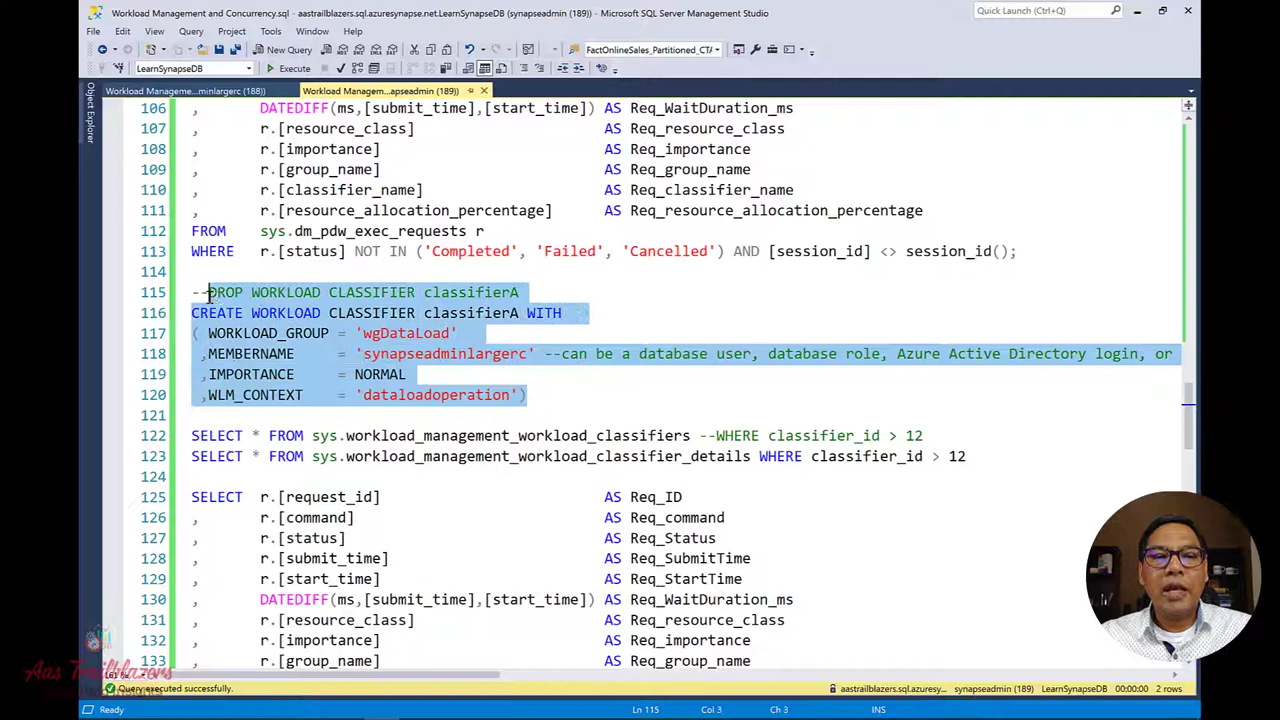 Workload Management and Concurrency.sql - aastrailblazers.sql.azuresynapse.net.LearnSynapseDB (synapseadmin (189)) - Microsoft SQL Server Management Studio
Quick Launch (Ctrl+Q)
File Edit View Query Project Tools Window Help
New Query
FactOnlineSales_Partitioned_CTA
LearnSynapseDB
Execute
Workload Manageme...minlargerc (188))
Workload Managem...apseadmin (189))
Object Explorer
106 , DATEDIFF(ms,[submit_time],[start_time]) AS Req_WaitDuration_ms
107 , r.[resource_class] AS Req_resource_class
108 , r.[importance] AS Req_importance
109 , r.[group_name] AS Req_group_name
110 , r.[classifier_name] AS Req_classifier_name
111 , r.[resource_allocation_percentage] AS Req_resource_allocation_percentage
112 FROM sys.dm_pdw_exec_requests r
113 WHERE r.[status] NOT IN ('Completed', 'Failed', 'Cancelled') AND [session_id] <> session_id();
114
115 --DROP WORKLOAD CLASSIFIER classifierA
116 CREATE WORKLOAD CLASSIFIER classifierA WITH
117 ( WORKLOAD_GROUP = 'wgDataLoad'
118 ,MEMBERNAME = 'synapseadminlargerc' --can be a database user, database role, Azure Active Directory login, or
119 ,IMPORTANCE = NORMAL
120 ,WLM_CONTEXT = 'dataloadoperation')
121
122 SELECT * FROM sys.workload_management_workload_classifiers --WHERE classifier_id > 12
123 SELECT * FROM sys.workload_management_workload_classifier_details WHERE classifier_id > 12
124
125 SELECT r.[request_id] AS Req_ID
126 , r.[command] AS Req_command
127 , r.[status] AS Req_Status
128 , r.[submit_time] AS Req_SubmitTime
129 , r.[start_time] AS Req_StartTime
130 , DATEDIFF(ms,[submit_time],[start_time]) AS Req_WaitDuration_ms
131 , r.[resource_class] AS Req_resource_class
132 , r.[importance] AS Req_importance
133 , r.[group_name] AS Req_group_name
Aas Trailblazers
Query executed successfully.
aastrailblazers.sql.azuresy... synapseadmin (189) LearnSynapseDB 00:00:00 2 rows
Ready
Ln 115 Col 3 Ch 3 INS